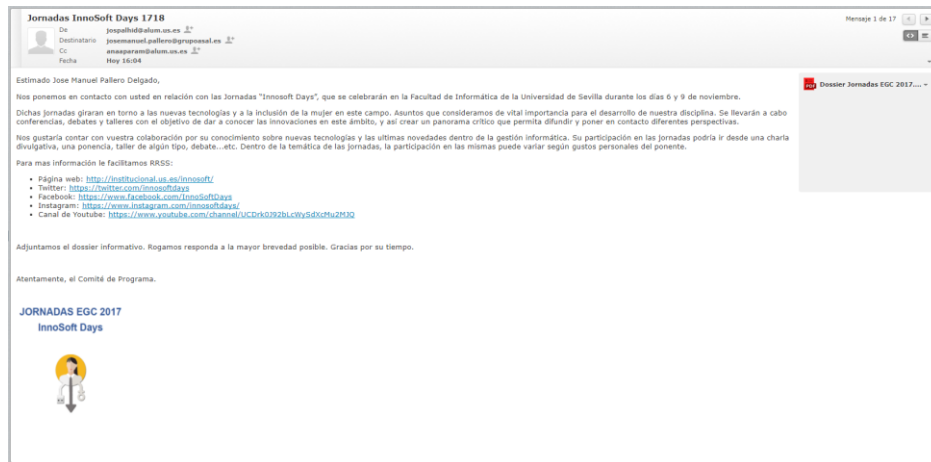 Jornadas InnoSoft Days 1718
Mensaje 1 de 17
De jospalhid@alum.us.es
Destinatario josemanuel.pallero@grupoasal.es
Cc anaaparam@alum.us.es
Fecha Hoy 16:04
Estimado Jose Manuel Pallero Delgado,
Nos ponemos en contacto con usted en relación con las Jornadas "Innosoft Days", que se celebrarán en la Facultad de Informática de la Universidad de Sevilla durante los días 6 y 9 de noviembre.
Dichas jornadas giraran en torno a las nuevas tecnologías y a la inclusión de la mujer en este campo. Asuntos que consideramos de vital importancia para el desarrollo de nuestra disciplina. Se llevarán a cabo
conferencias, debates y talleres con el objetivo de dar a conocer las innovaciones en este ámbito, y así crear un panorama crítico que permita difundir y poner en contacto diferentes perspectivas.
Nos gustaría contar con vuestra colaboración por su conocimiento sobre nuevas tecnologías y las ultimas novedades dentro de la gestión informática. Su participación en las jornadas podría ir desde una charla
divulgativa, una ponencia, taller de algún tipo, debate...etc. Dentro de la temática de las jornadas, la participación en las mismas puede variar según gustos personales del ponente.
Para mas información le facilitamos RRSS:
• Página web: http://institucional.us.es/innosoft/
• Twitter: https://twitter.com/innosoftdays
• Facebook: https://www.facebook.com/InnoSoftDays
• Instagram: https://www.instagram.com/innosoftdays/
• Canal de Youtube: https://www.youtube.com/channel/UCDrk0J92bLcWySdXcMu2MJQ
Adjuntamos el dossier informativo. Rogamos responda a la mayor brevedad posible. Gracias por su tiempo.
Atentamente, el Comité de Programa.
JORNADAS EGC 2017
InnoSoft Days
PDF Dossier Jornadas EGC 2017....